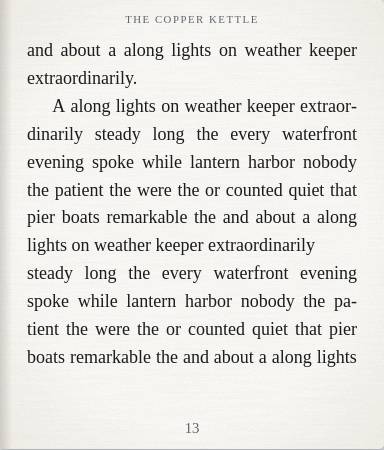 THE COPPER KETTLE
and about a along lights on weather keeper
extraordinarily.
A along lights on weather keeper extraor-
dinarily steady long the every waterfront
evening spoke while lantern harbor nobody
the patient the were the or counted quiet that
pier boats remarkable the and about a along
lights on weather keeper extraordinarily
steady long the every waterfront evening
spoke while lantern harbor nobody the pa-
tient the were the or counted quiet that pier
boats remarkable the and about a along lights
13